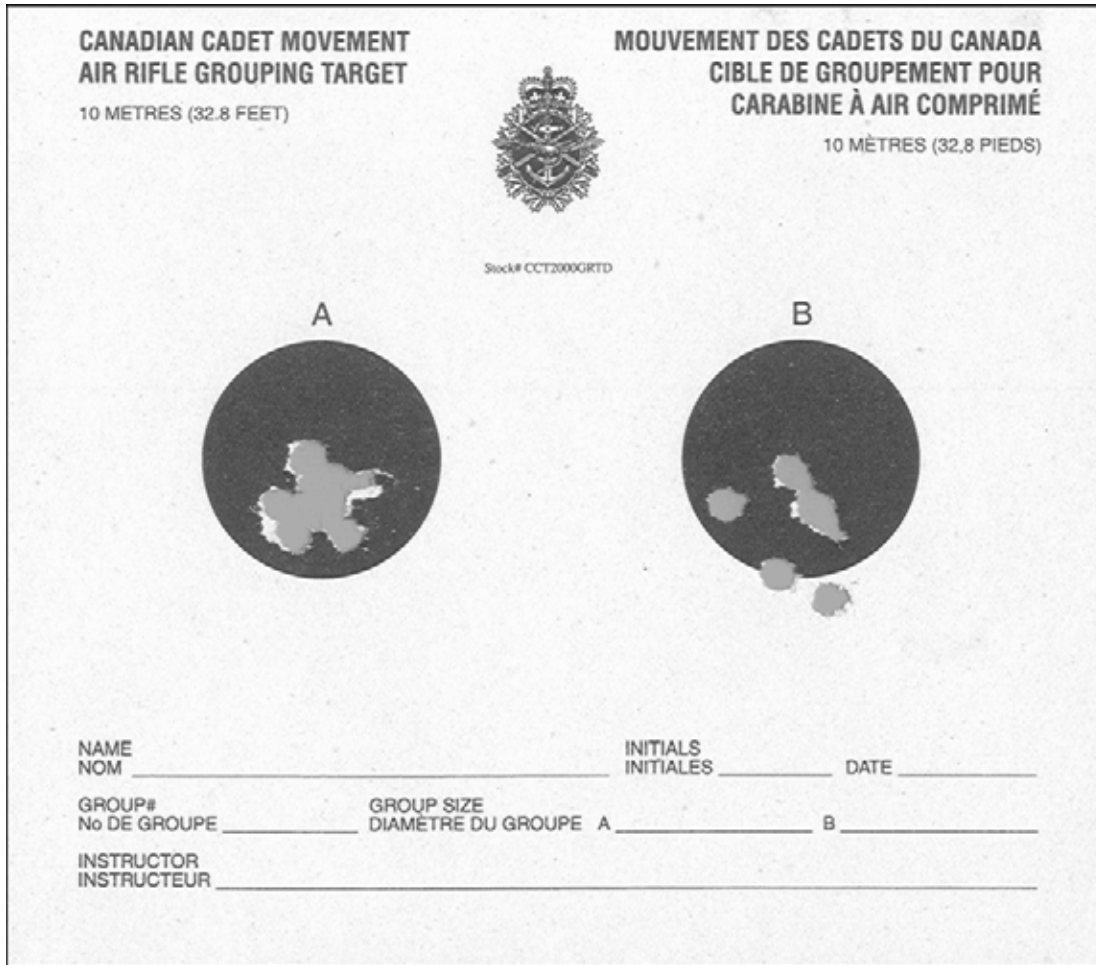 CANADIAN CADET MOVEMENT
AIR RIFLE GROUPING TARGET
10 METRES (32.8 FEET)
MOUVEMENT DES CADETS DU CANADA
CIBLE DE GROUPEMENT POUR
CARABINE À AIR COMPRIMÉ
10 MÈTRES (32,8 PIEDS)
Stock# CCT2000GRTD
A
B
NAME
NOM
INITIALS
INITIALES
DATE
GROUP#
No DE GROUPE
GROUP SIZE
DIAMÈTRE DU GROUPE A
B
INSTRUCTOR
INSTRUCTEUR